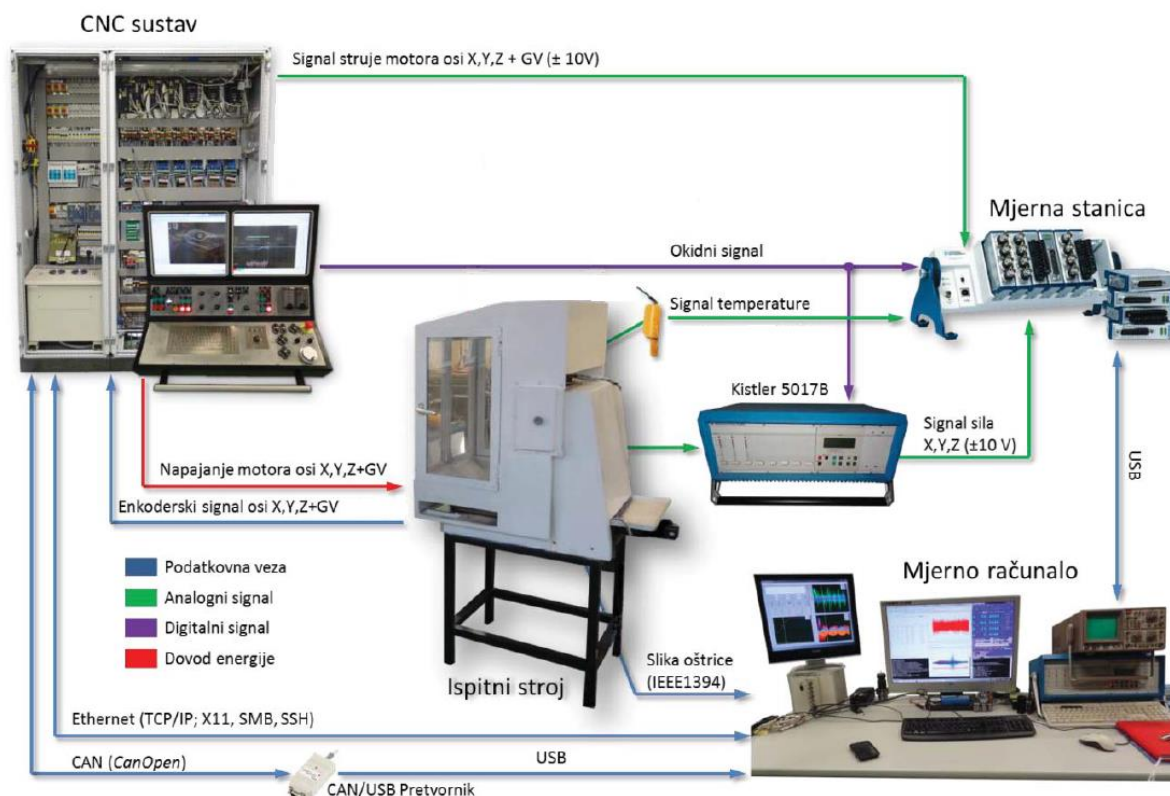 CNC sustav
Signal struje motora osi X,Y,Z + GV (± 10V)
Mjerna stanica
Okidni signal
Signal temperature
Kistler 5017B
Signal sila
X,Y,Z (±10 V)
USB
Napajanje motora osi X,Y,Z+GV
Enkoderski signal osi X,Y,Z+GV
Podatkovna veza
Analogni signal
Digitalni signal
Dovod energije
Mjerno računalo
Slika oštrice
(IEEE1394)
Ispitni stroj
Ethernet (TCP/IP; X11, SMB, SSH)
CAN (CanOpen)
USB
CAN/USB Pretvornik